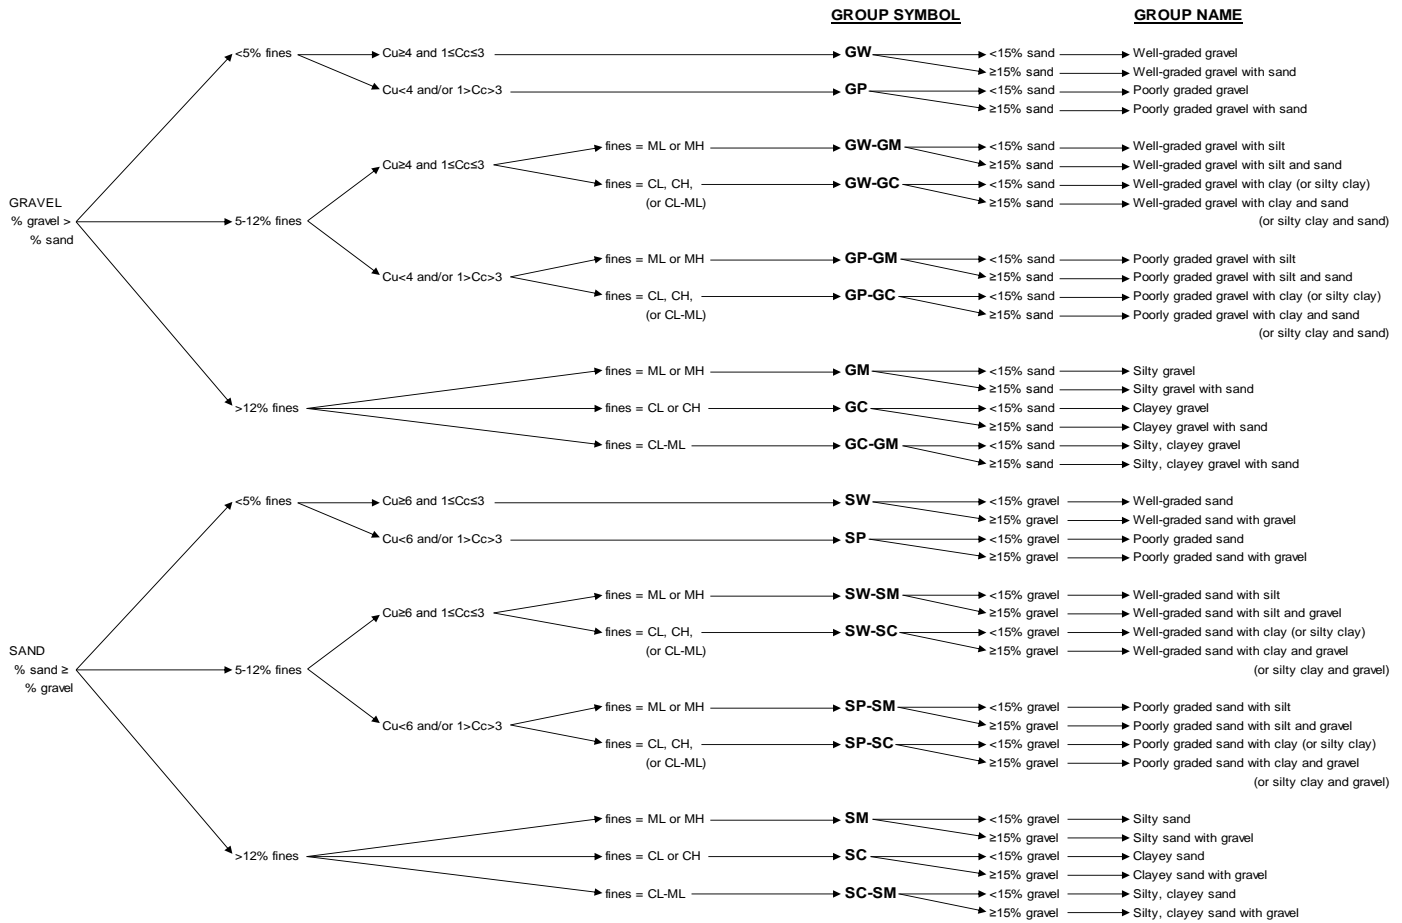 GROUP SYMBOL GROUP NAME
<5% fines Cu≥4 and 1≤Cc≤3 GW <15% sand Well-graded gravel
≥15% sand Well-graded gravel with sand
Cu<4 and/or 1>Cc>3 GP <15% sand Poorly graded gravel
≥15% sand Poorly graded gravel with sand
Cu≥4 and 1≤Cc≤3 fines = ML or MH GW-GM <15% sand Well-graded gravel with silt
≥15% sand Well-graded gravel with silt and sand
fines = CL, CH, GW-GC <15% sand Well-graded gravel with clay (or silty clay)
GRAVEL (or CL-ML) ≥15% sand Well-graded gravel with clay and sand
% gravel > 5-12% fines (or silty clay and sand)
% sand
Cu<4 and/or 1>Cc>3 fines = ML or MH GP-GM <15% sand Poorly graded gravel with silt
≥15% sand Poorly graded gravel with silt and sand
fines = CL, CH, GP-GC <15% sand Poorly graded gravel with clay (or silty clay)
(or CL-ML) ≥15% sand Poorly graded gravel with clay and sand
(or silty clay and sand)
fines = ML or MH GM <15% sand Silty gravel
≥15% sand Silty gravel with sand
>12% fines fines = CL or CH GC <15% sand Clayey gravel
≥15% sand Clayey gravel with sand
fines = CL-ML GC-GM <15% sand Silty, clayey gravel
≥15% sand Silty, clayey gravel with sand
<5% fines Cu≥6 and 1≤Cc≤3 SW <15% gravel Well-graded sand
≥15% gravel Well-graded sand with gravel
Cu<6 and/or 1>Cc>3 SP <15% gravel Poorly graded sand
≥15% gravel Poorly graded sand with gravel
Cu≥6 and 1≤Cc≤3 fines = ML or MH SW-SM <15% gravel Well-graded sand with silt
≥15% gravel Well-graded sand with silt and gravel
fines = CL, CH, SW-SC <15% gravel Well-graded sand with clay (or silty clay)
SAND (or CL-ML) ≥15% gravel Well-graded sand with clay and gravel
% sand ≥ 5-12% fines (or silty clay and gravel)
% gravel
Cu<6 and/or 1>Cc>3 fines = ML or MH SP-SM <15% gravel Poorly graded sand with silt
≥15% gravel Poorly graded sand with silt and gravel
fines = CL, CH, SP-SC <15% gravel Poorly graded sand with clay (or silty clay)
(or CL-ML) ≥15% gravel Poorly graded sand with clay and gravel
(or silty clay and gravel)
fines = ML or MH SM <15% gravel Silty sand
≥15% gravel Silty sand with gravel
>12% fines fines = CL or CH SC <15% gravel Clayey sand
≥15% gravel Clayey sand with gravel
fines = CL-ML SC-SM <15% gravel Silty, clayey sand
≥15% gravel Silty, clayey sand with gravel